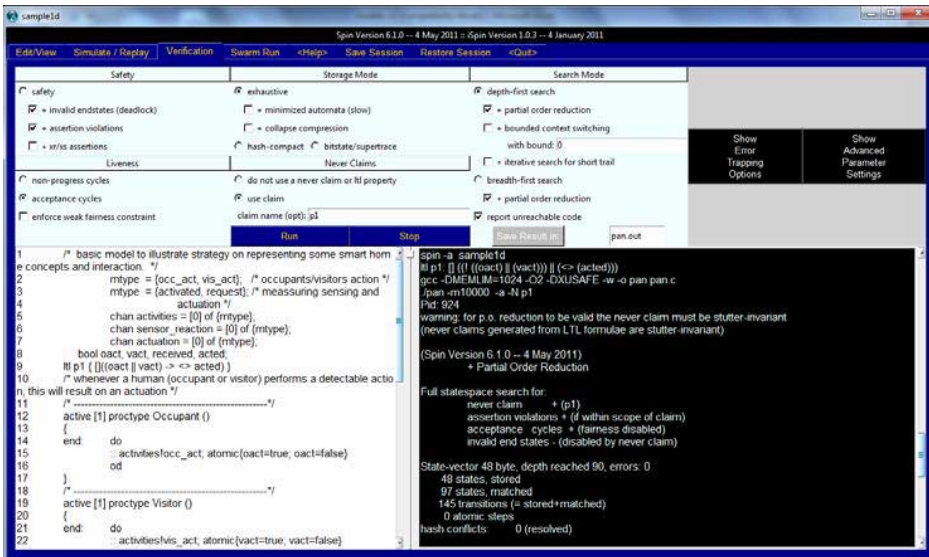 sample1d
Spin Version 6.1.0 -- 4 May 2011 :: iSpin Version 1.0.3 -- 4 January 2011
Edit/View Simulate / Replay Verification Swarm Run <Help> Save Session Restore Session <Quit>
Safety Storage Mode Search Mode
safety exhaustive depth-first search
+ invalid endstates (deadlock) + minimized automata (slow) + partial order reduction
+ assertion violations + collapse compression + bounded context switching
+ xr/xs assertions hash-compact bitstate/supertrace with bound: 0
Liveness Never Claims + iterative search for short trail
non-progress cycles do not use a never claim or ltl property breadth-first search
acceptance cycles use claim + partial order reduction
enforce weak fairness constraint claim name (opt): p1 report unreachable code
Run Stop Save Result in: pan.out
Show Error Trapping Options
Show Advanced Parameter Settings
1 /* basic model to illustrate strategy on representing some smart hom
e concepts and interaction. */
2 mtype = {occ_act, vis_act}; /* occupants/visitors action */
3 mtype = {activated, request}; /* meassuring sensing and
4 actuation */
5 chan activities = [0] of {mtype};
6 chan sensor_reaction = [0] of {mtype};
7 chan actuation = [0] of {mtype};
8 bool oact, vact, received, acted;
9 ltl p1 { []((oact || vact) -> <> acted) }
10 /* whenever a human (occupant or visitor) performs a detectable actio
n, this will result on an actuation */
11 /* -----------------------------------------------*/
12 active [1] proctype Occupant ()
13 {
14 end: do
15 :: activities!occ_act; atomic{oact=true; oact=false}
16 od
17 }
18 /* -----------------------------------------------*/
19 active [1] proctype Visitor ()
20 {
21 end: do
22 :: activities!vis_act; atomic{vact=true; vact=false}
spin -a sample1d
ltl p1: [] ((! ((oact) || (vact))) || (<> (acted)))
gcc -DMEMLIM=1024 -O2 -DXUSAFE -w -o pan pan.c
./pan -m10000 -a -N p1
Pid: 924
warning: for p.o. reduction to be valid the never claim must be stutter-invariant
(never claims generated from LTL formulae are stutter-invariant)
(Spin Version 6.1.0 -- 4 May 2011)
+ Partial Order Reduction
Full statespace search for:
never claim + (p1)
assertion violations + (if within scope of claim)
acceptance cycles + (fairness disabled)
invalid end states - (disabled by never claim)
State-vector 48 byte, depth reached 90, errors: 0
48 states, stored
97 states, matched
145 transitions (= stored+matched)
0 atomic steps
hash conflicts: 0 (resolved)